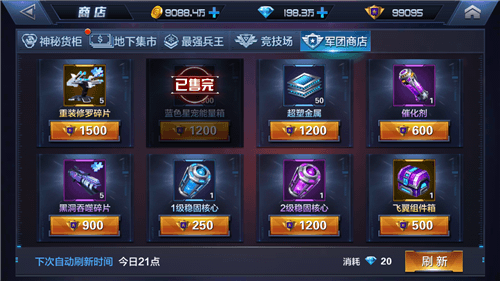 商店
9088.4万
198.3万
99095
神秘货柜
地下集市
最强兵王
竞技场
军团商店
5
重装修罗碎片
1500
已售完
蓝色星宠能量箱
1200
50
超塑金属
1200
1
催化剂
600
5
黑洞吞噬碎片
900
1
1级稳固核心
250
1
2级稳固核心
1200
1
飞翼组件箱
500
下次自动刷新时间 今日21点
消耗 20
刷新